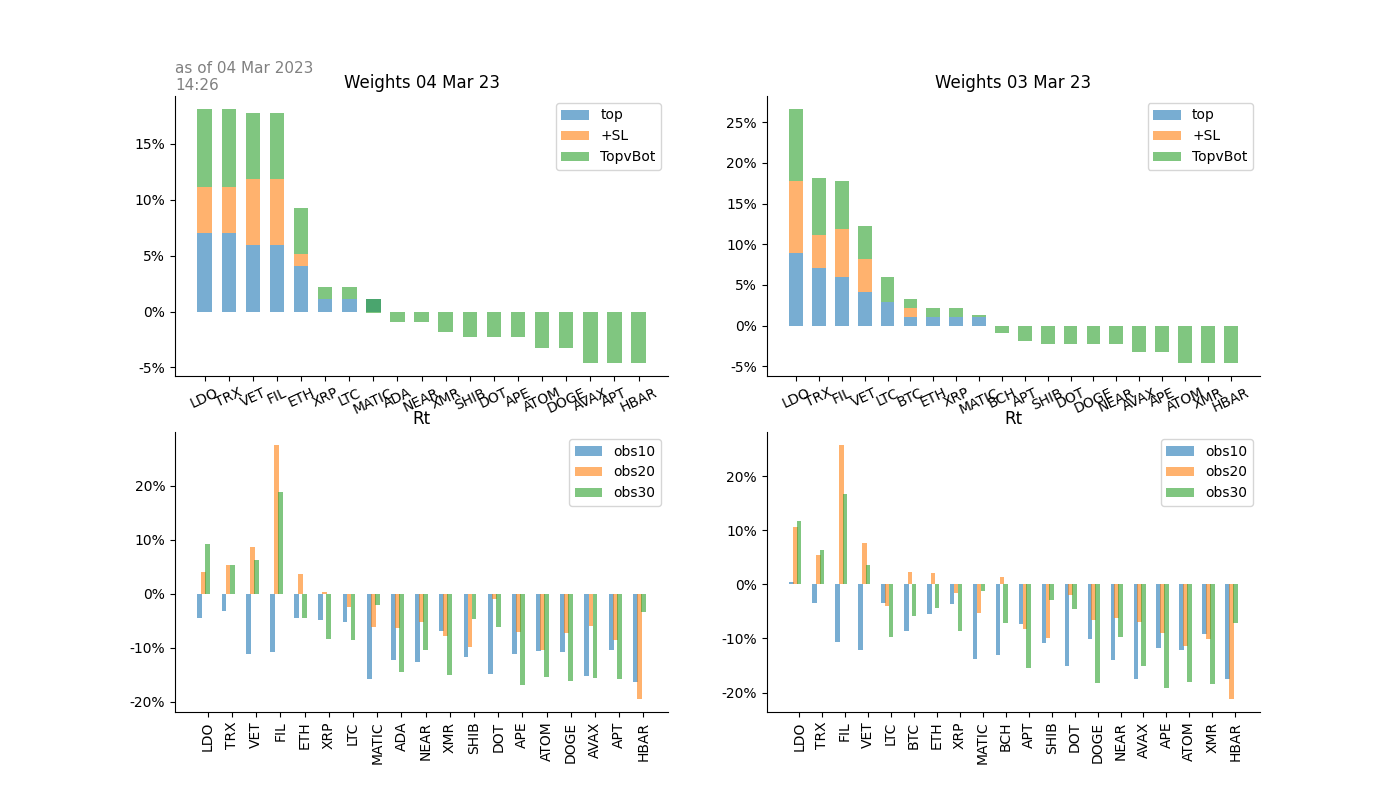 as of 04 Mar 2023
14:26
Weights 04 Mar 23
top
+SL
TopvBot
15%
10%
5%
0%
-5%
LDO TRX VET FIL ETH XRP LTC MATIC ADA NEAR XMR SHIB DOT APE ATOM DOGE AVAX APT HBAR
Weights 03 Mar 23
top
+SL
TopvBot
25%
20%
15%
10%
5%
0%
-5%
LDO TRX FIL VET LTC BTC ETH XRP MATIC BCH APT SHIB DOT DOGE NEAR AVAX APE ATOM XMR HBAR
Rt
obs10
obs20
obs30
20%
10%
0%
-10%
-20%
LDO TRX VET FIL ETH XRP LTC MATIC ADA NEAR XMR SHIB DOT APE ATOM DOGE AVAX APT HBAR
Rt
obs10
obs20
obs30
20%
10%
0%
-10%
-20%
LDO TRX FIL VET LTC BTC ETH XRP MATIC BCH APT SHIB DOT DOGE NEAR AVAX APE ATOM XMR HBAR